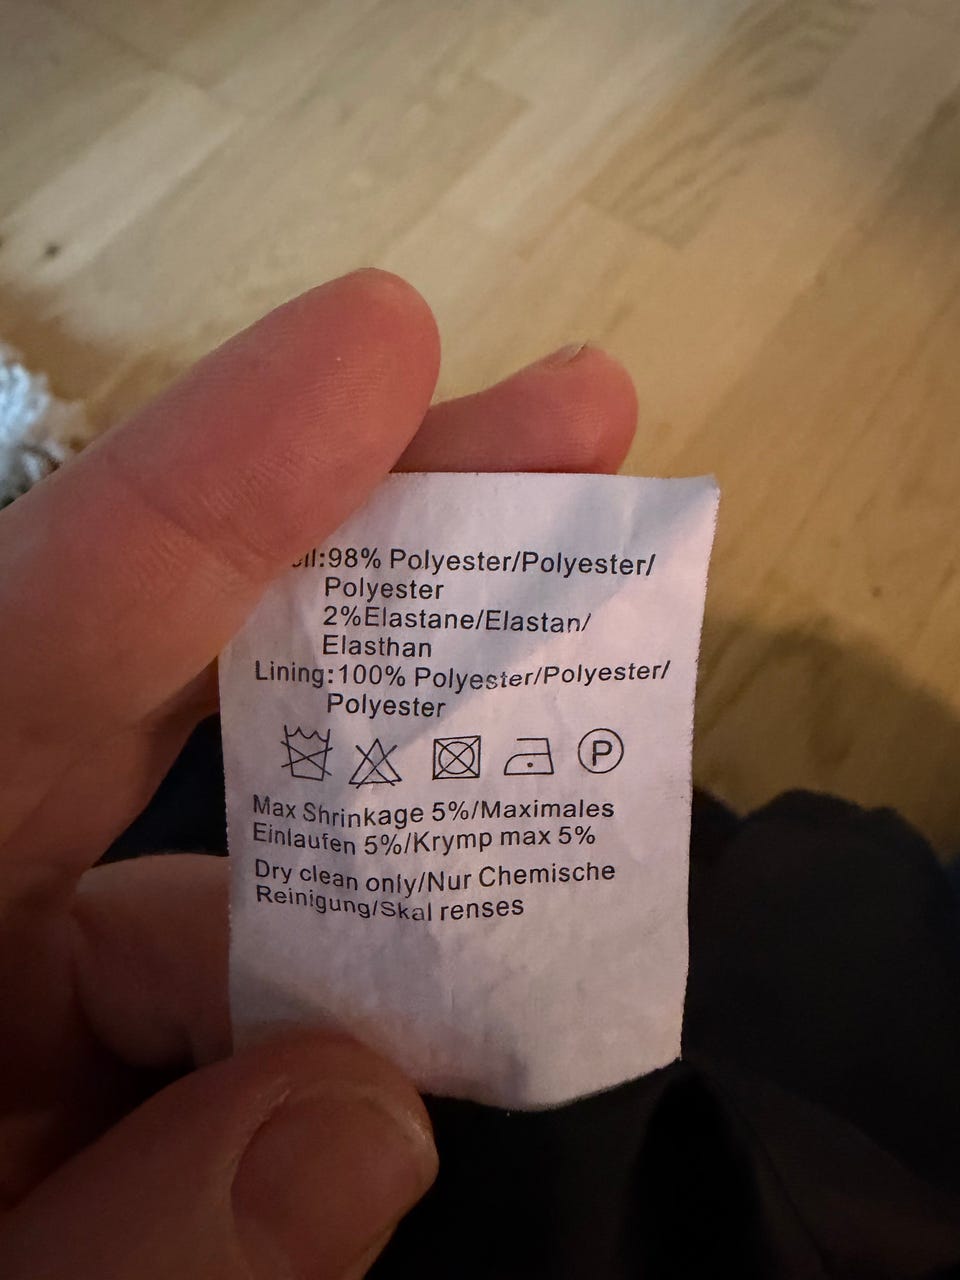 :98% Polyester/Polyester/
Polyester
2%Elastane/Elastan/
Elasthan
Lining:100% Polyester/Polyester/
Polyester
P
Max Shrinkage 5%/Maximales
Einlaufen 5%/Krymp max 5%
Dry clean only/Nur Chemische
Reinigung/Skal renses